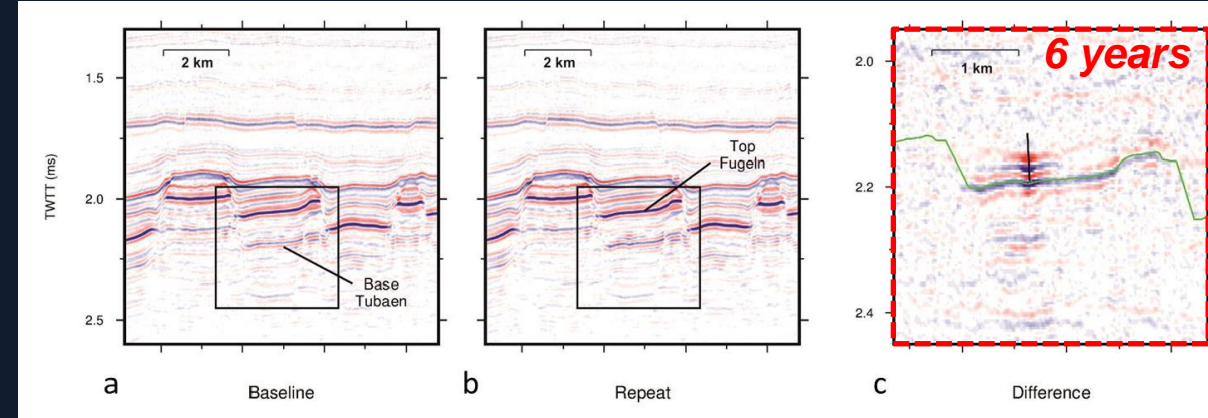 2 km
1.5
2.0
2.5
TWTT (ms)
Base
Tubaen
a
Baseline
2 km
Top
Fugeln
b
Repeat
6 years
1 km
2.0
2.2
2.4
c
Difference